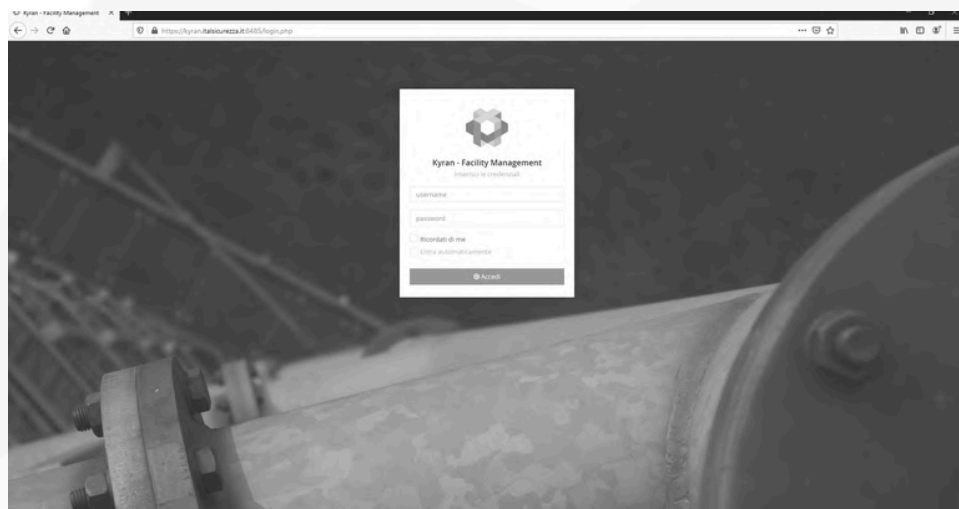 Kyran - Facility Management
https://kyran.italsicurezza.it:8485/login.php
Kyran - Facility Management
Inserisci le credenziali
username
password
Ricordati di me
Entra automaticamente
Accedi